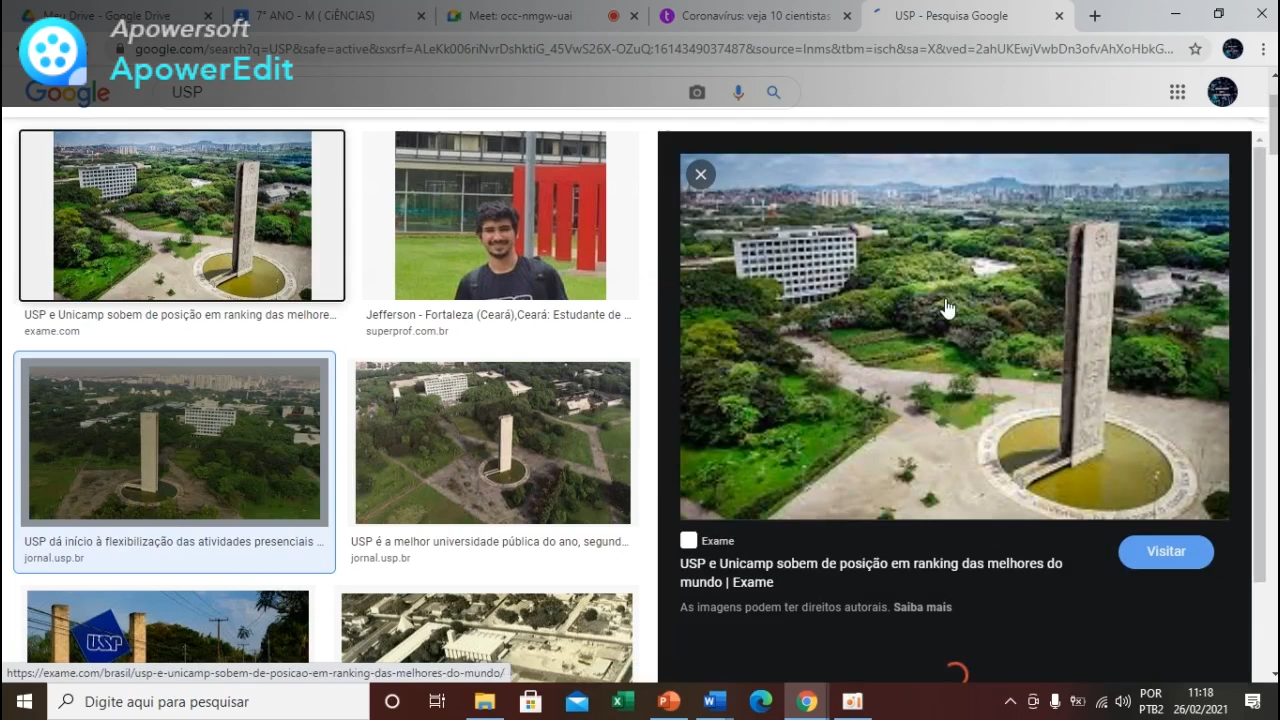 Meu Drive - Google Drive
7° ANO - M ( CIÊNCIAS)
Meet: occ-nmgw-uai
Coronavírus: veja 10 cientistas
USP - Pesquisa Google
Apowersoft
ApowerEdit
google.com/search?q=USP&safe=active&sxsrf=ALeKk006riNvrDshktiG_45VwS26X-OZuQ:1614349037487&source=lnms&tbm=isch&sa=X&ved=2ahUKEwjVwbDn3ofvAhXoHbkG...
Google
USP
USP e Unicamp sobem de posição em ranking das melhore...
exame.com
Jefferson - Fortaleza (Ceará),Ceará: Estudante de ...
superprof.com.br
USP dá início à flexibilização das atividades presenciais ...
jornal.usp.br
USP é a melhor universidade pública do ano, segund...
jornal.usp.br
USP
Exame
Visitar
USP e Unicamp sobem de posição em ranking das melhores do
mundo | Exame
As imagens podem ter direitos autorais. Saiba mais
https://exame.com/brasil/usp-e-unicamp-sobem-de-posicao-em-ranking-das-melhores-do-mundo/
Digite aqui para pesquisar
POR
PTB2
11:18
26/02/2021